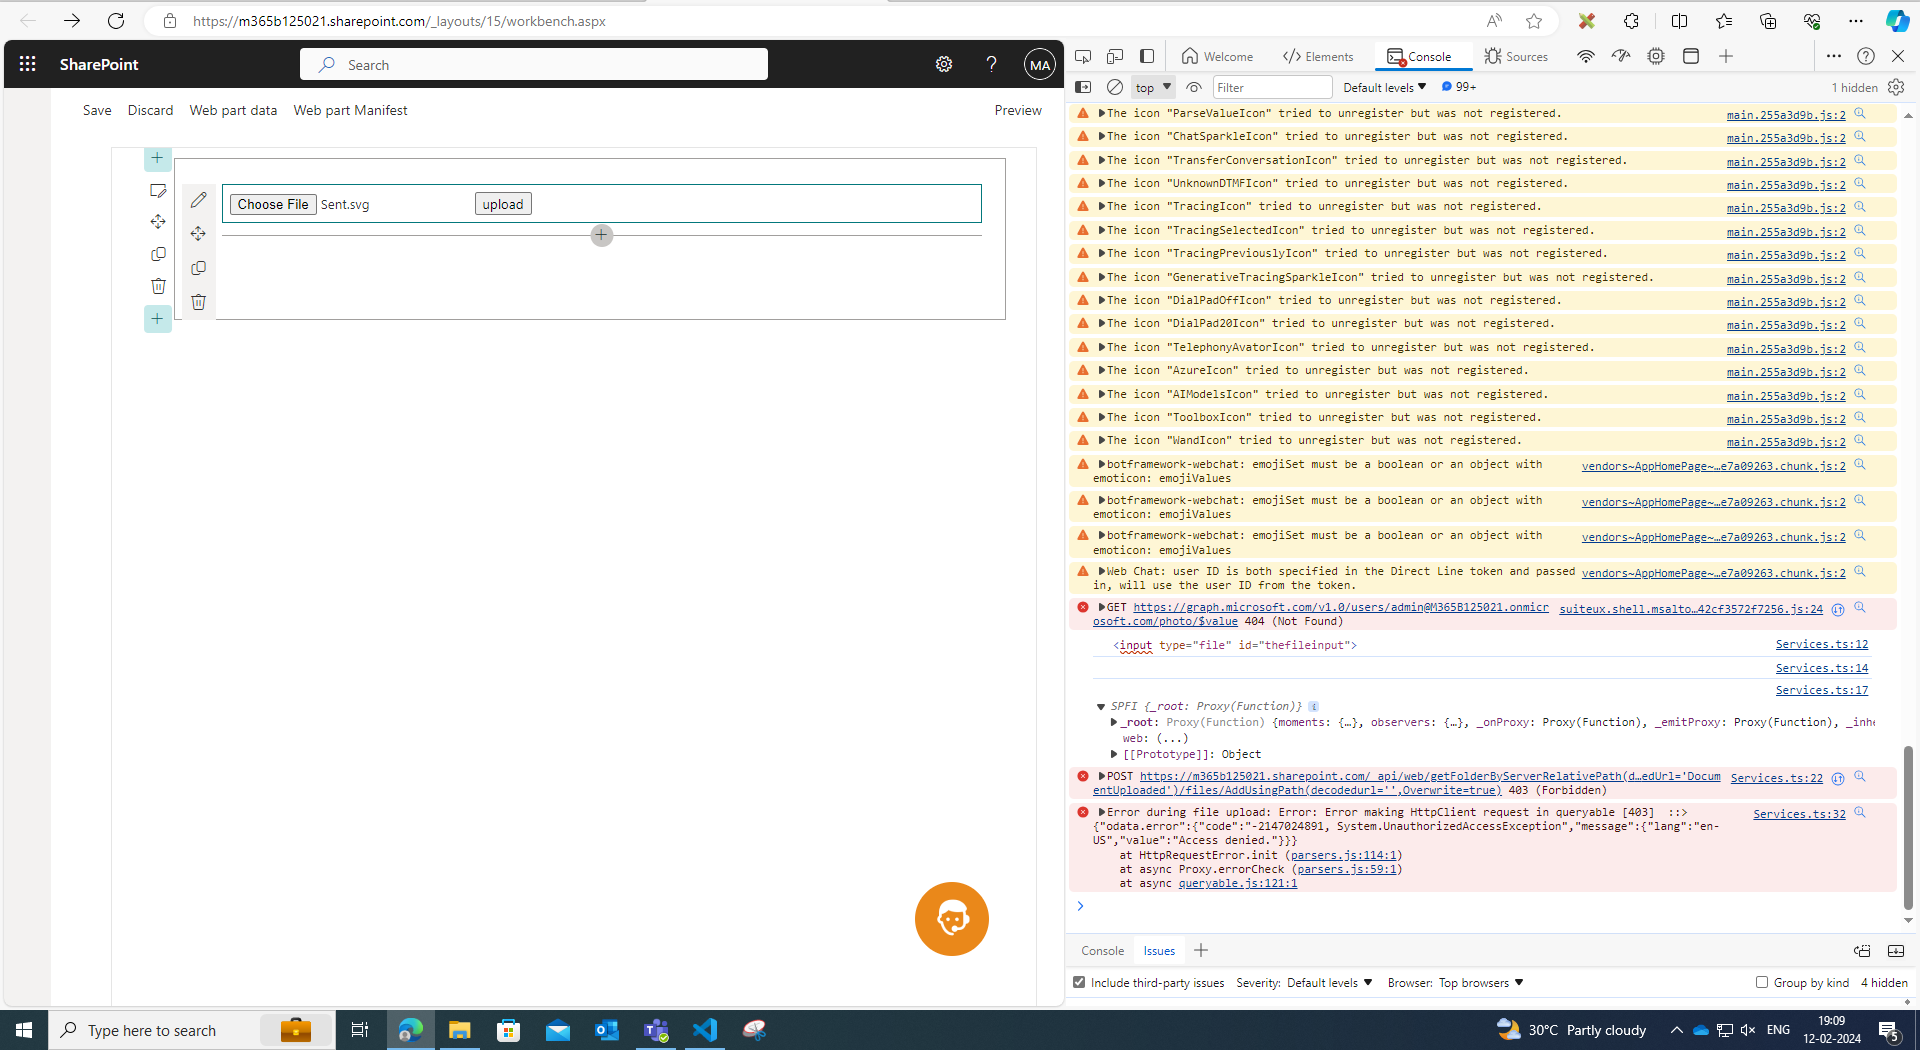 https://m365b125021.sharepoint.com/_layouts/15/workbench.aspx
SharePoint
Search
MA
Save Discard Web part data Web part Manifest Preview
Choose File Sent.svg upload
Welcome Elements Console Sources
top Filter Default levels 99+ 1 hidden
The icon "ParseValueIcon" tried to unregister but was not registered. main.255a3d9b.js:2
The icon "ChatSparkleIcon" tried to unregister but was not registered. main.255a3d9b.js:2
The icon "TransferConversationIcon" tried to unregister but was not registered. main.255a3d9b.js:2
The icon "UnknownDTMFIcon" tried to unregister but was not registered. main.255a3d9b.js:2
The icon "TracingIcon" tried to unregister but was not registered. main.255a3d9b.js:2
The icon "TracingSelectedIcon" tried to unregister but was not registered. main.255a3d9b.js:2
The icon "TracingPreviouslyIcon" tried to unregister but was not registered. main.255a3d9b.js:2
The icon "GenerativeTracingSparkleIcon" tried to unregister but was not registered. main.255a3d9b.js:2
The icon "DialPadOffIcon" tried to unregister but was not registered. main.255a3d9b.js:2
The icon "DialPad20Icon" tried to unregister but was not registered. main.255a3d9b.js:2
The icon "TelephonyAvatorIcon" tried to unregister but was not registered. main.255a3d9b.js:2
The icon "AzureIcon" tried to unregister but was not registered. main.255a3d9b.js:2
The icon "AIModelsIcon" tried to unregister but was not registered. main.255a3d9b.js:2
The icon "ToolboxIcon" tried to unregister but was not registered. main.255a3d9b.js:2
The icon "WandIcon" tried to unregister but was not registered. main.255a3d9b.js:2
botframework-webchat: emojiSet must be a boolean or an object with vendors~AppHomePage~…e7a09263.chunk.js:2
emoticon: emojiValues
botframework-webchat: emojiSet must be a boolean or an object with vendors~AppHomePage~…e7a09263.chunk.js:2
emoticon: emojiValues
botframework-webchat: emojiSet must be a boolean or an object with vendors~AppHomePage~…e7a09263.chunk.js:2
emoticon: emojiValues
Web Chat: user ID is both specified in the Direct Line token and passed vendors~AppHomePage~…e7a09263.chunk.js:2
in, will use the user ID from the token.
GET https://graph.microsoft.com/v1.0/users/admin@M365B125021.onmicr suiteux.shell.msalto…42cf3572f7256.js:24
osoft.com/photo/$value 404 (Not Found)
<input type="file" id="thefileinput"> Services.ts:12
Services.ts:14
Services.ts:17
SPFI {_root: Proxy(Function)} i
_root: Proxy(Function) {moments: {…}, observers: {…}, _onProxy: Proxy(Function), _emitProxy: Proxy(Function), _inhe
web: (...)
[[Prototype]]: Object
POST https://m365b125021.sharepoint.com/_api/web/getFolderByServerRelativePath(d…edUrl='Docum Services.ts:22
entUploaded')/files/AddUsingPath(decodedurl='',Overwrite=true) 403 (Forbidden)
Error during file upload: Error: Error making HttpClient request in queryable [403] ::> Services.ts:32
{"odata.error":{"code":"-2147024891, System.UnauthorizedAccessException","message":{"lang":"en-
US","value":"Access denied."}}}
at HttpRequestError.init (parsers.js:114:1)
at async Proxy.errorCheck (parsers.js:59:1)
at async queryable.js:121:1
Console Issues
Include third-party issues Severity: Default levels Browser: Top browsers Group by kind 4 hidden
Type here to search
30°C Partly cloudy
ENG
19:09
12-02-2024
5